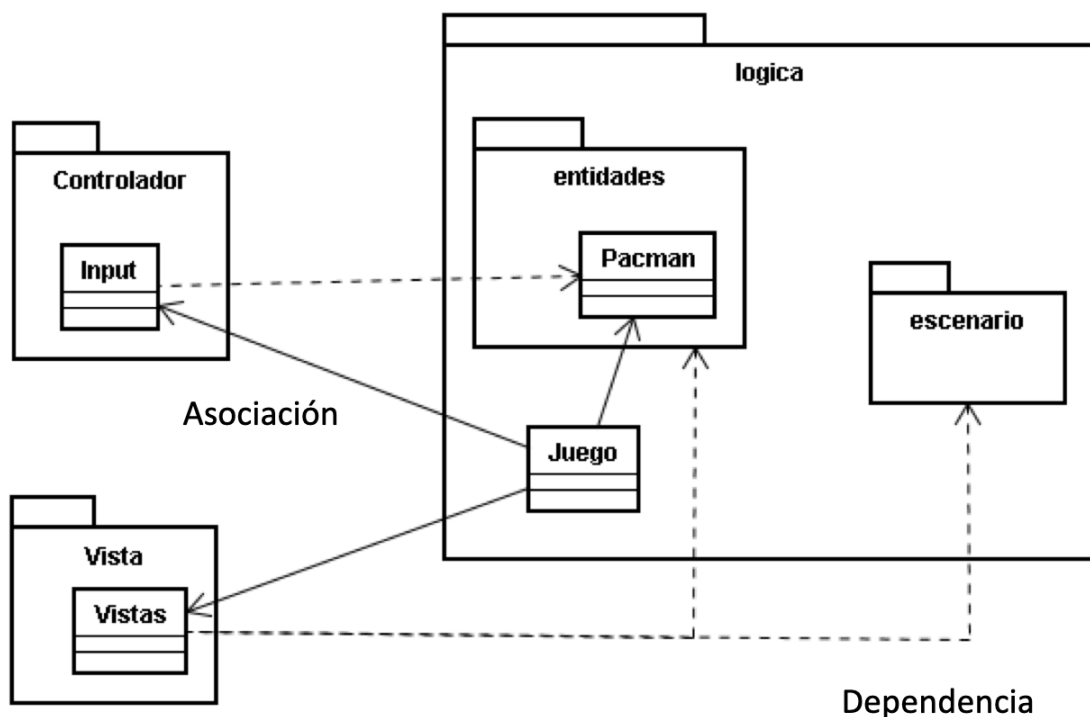 logica
Controlador
entidades
Input
Pacman
escenario
Asociación
Juego
Vista
Vistas
Dependencia